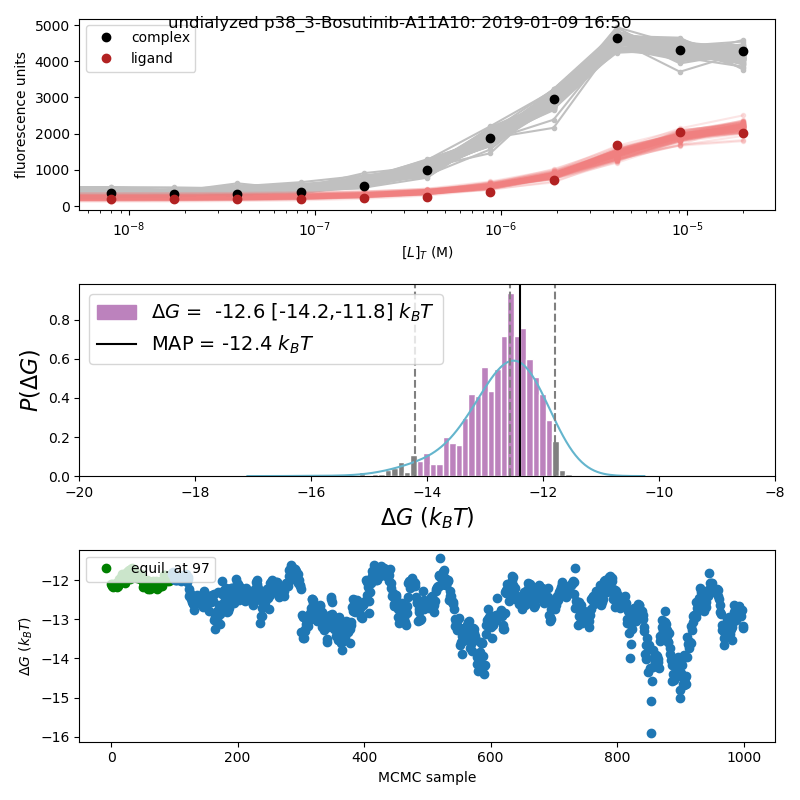 undialyzed p38_3-Bosutinib-A11A10: 2019-01-09 16:50
complex
ligand
5000
4000
3000
2000
1000
0
fluorescence units
10⁻⁸
10⁻⁷
10⁻⁶
10⁻⁵
[L]_T (M)
ΔG = -12.6 [-14.2,-11.8] k_BT
MAP = -12.4 k_BT
0.8
0.6
0.4
0.2
0.0
P(ΔG)
−20
−18
−16
−14
−12
−10
−8
ΔG (k_BT)
equil. at 97
−12
−13
−14
−15
−16
ΔG (k_BT)
0
200
400
600
800
1000
MCMC sample